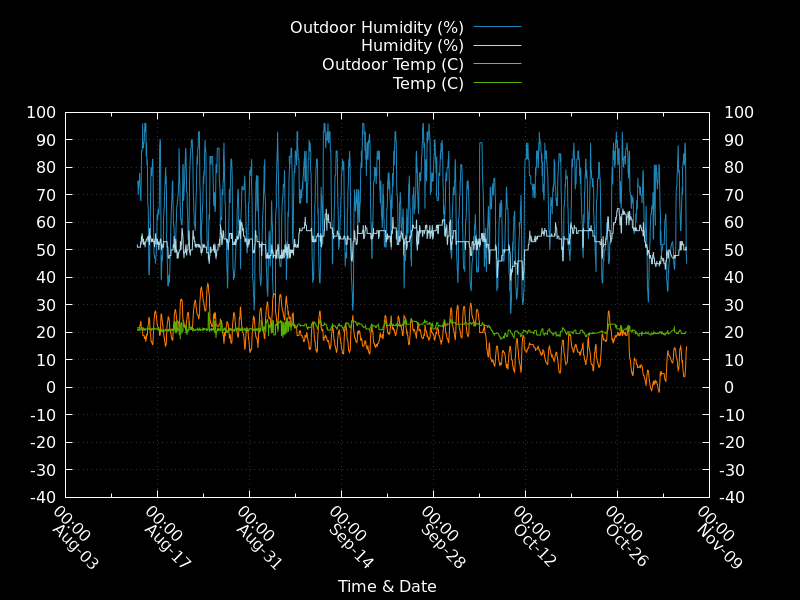 Outdoor Humidity (%)
Humidity (%)
Outdoor Temp (C)
Temp (C)
100 100
90 90
80 80
70 70
60 60
50 50
40 40
30 30
20 20
10 10
0 0
-10 -10
-20 -20
-30 -30
-40 -40
00:00 Aug-03
00:00 Aug-17
00:00 Aug-31
00:00 Sep-14
00:00 Sep-28
00:00 Oct-12
00:00 Oct-26
00:00 Nov-09
Time & Date